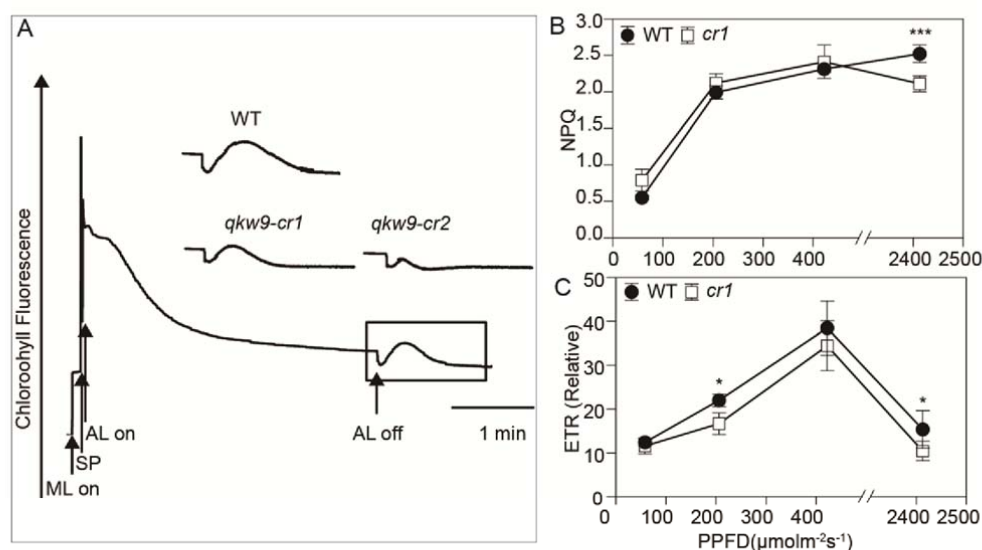 A
Chloroohyll Fluorescence
WT
qkw9-cr1
qkw9-cr2
AL on
SP
ML on
AL off
1 min
B
WT cr1
***
NPQ
3.0
2.5
2.0
1.5
1.0
0.5
0.0
0 100 200 300 400 2400 2500
C
WT cr1
*
*
ETR (Relative)
50
40
30
20
10
0
0 100 200 300 400 2400 2500
PPFD(μmolm-2s-1)